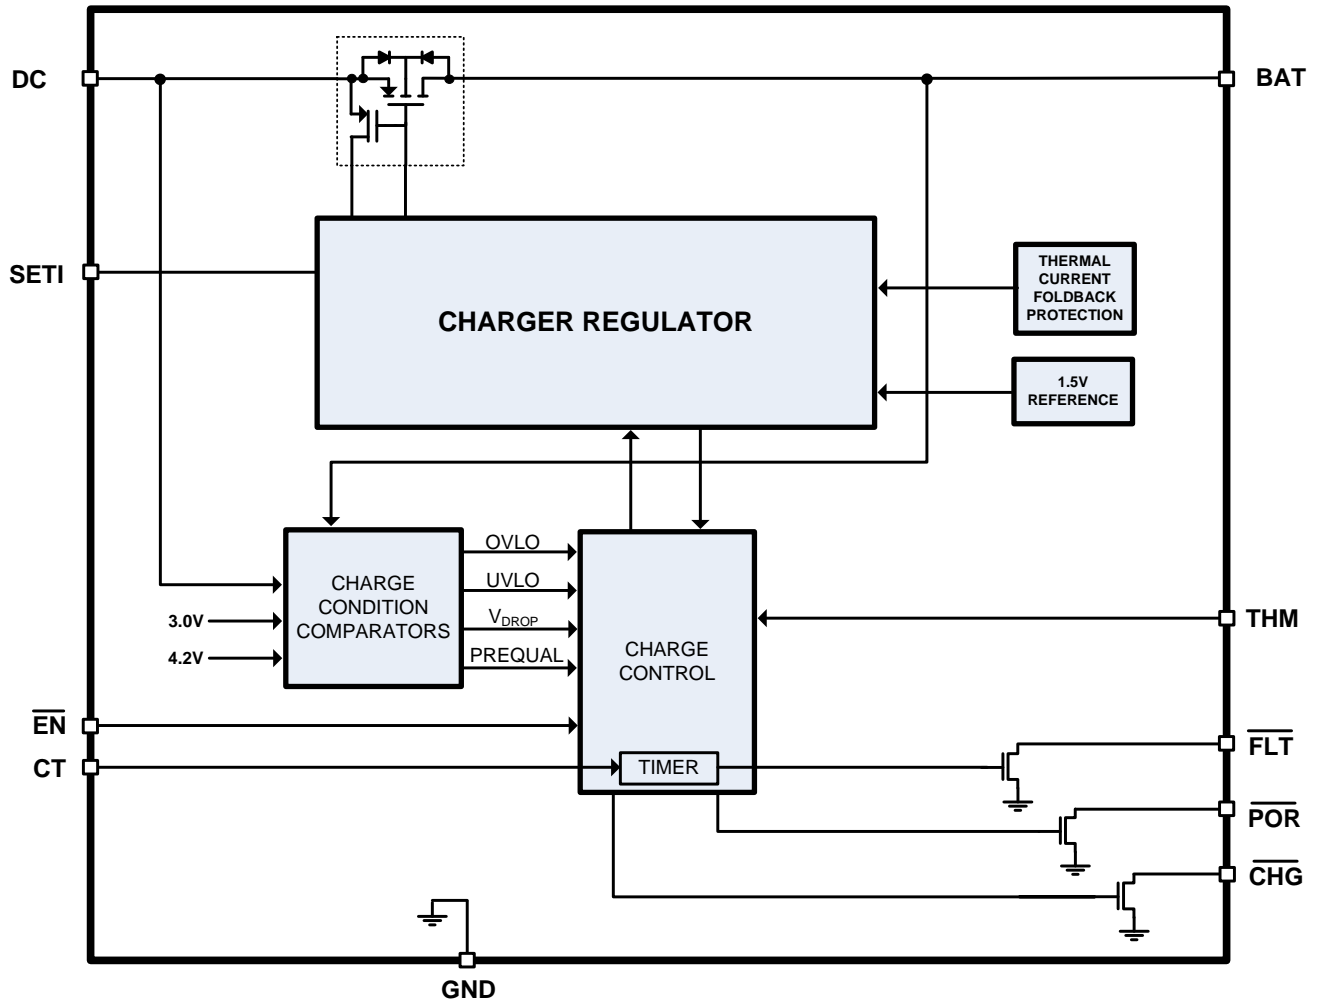 DC
BAT
SETI
THERMAL
CURRENT
FOLDBACK
PROTECTION
CHARGER REGULATOR
1.5V
REFERENCE
OVLO
UVLO
VDROP
PREQUAL
CHARGE
CONDITION
COMPARATORS
3.0V
4.2V
CHARGE
CONTROL
THM
EN
CT
TIMER
FLT
POR
CHG
GND